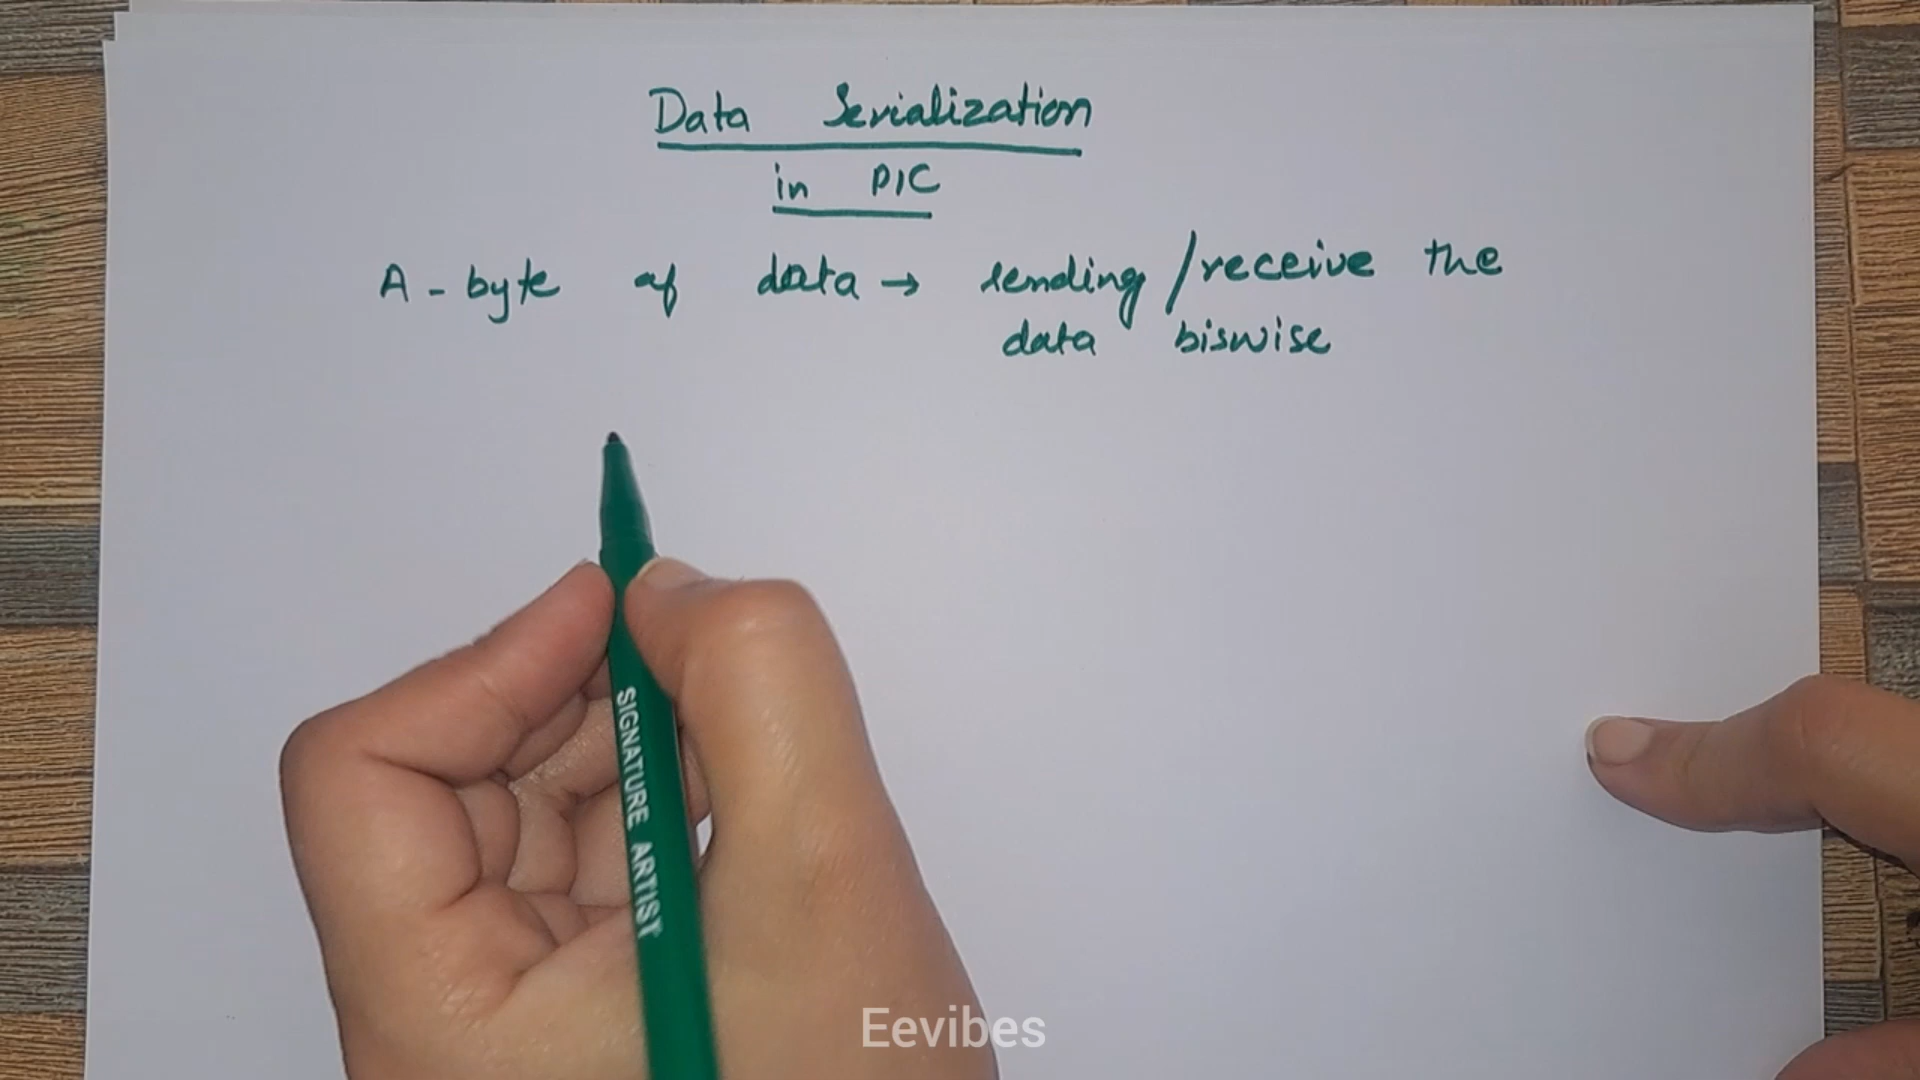 Data Serialization
in PIC
A - byte of data → sending /receive the
data biswise
SIGNATURE ARTIST
Eevibes